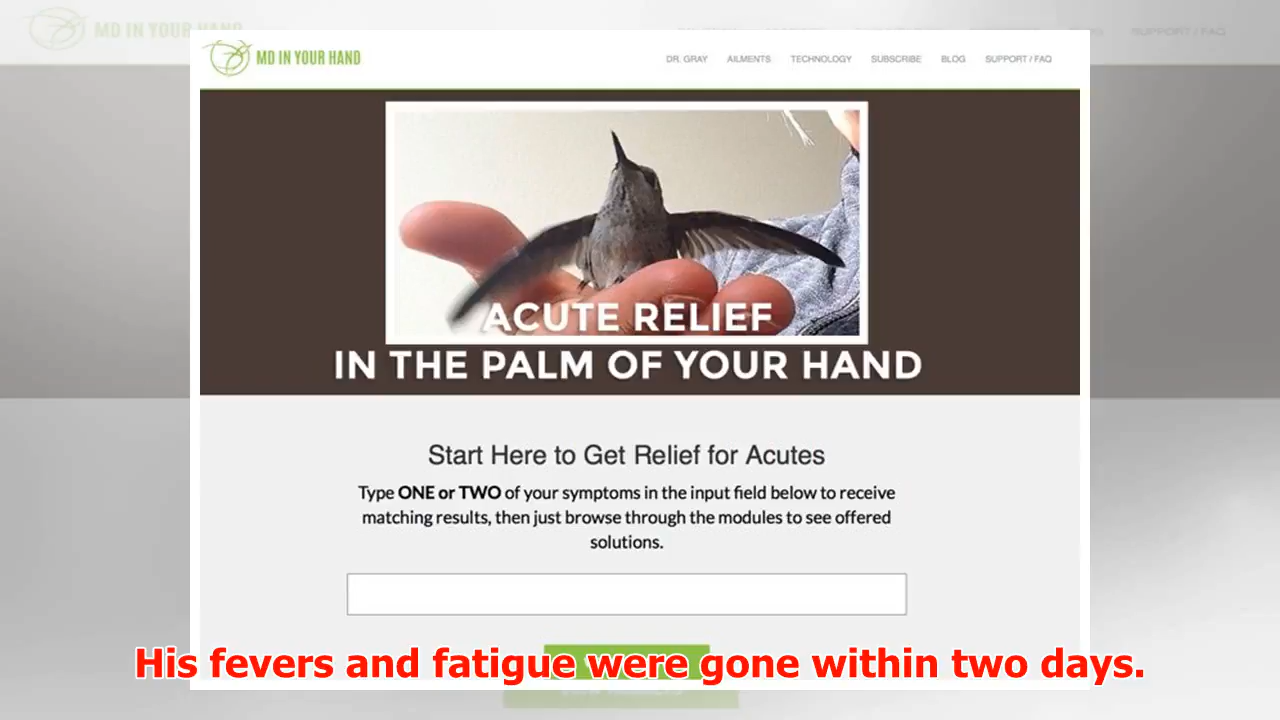 MD IN YOUR HAND
DR. GRAY AILMENTS TECHNOLOGY SUBSCRIBE BLOG SUPPORT / FAQ
ACUTE RELIEF
IN THE PALM OF YOUR HAND
Start Here to Get Relief for Acutes
Type ONE or TWO of your symptoms in the input field below to receive
matching results, then just browse through the modules to see offered
solutions.
His fevers and fatigue were gone within two days.